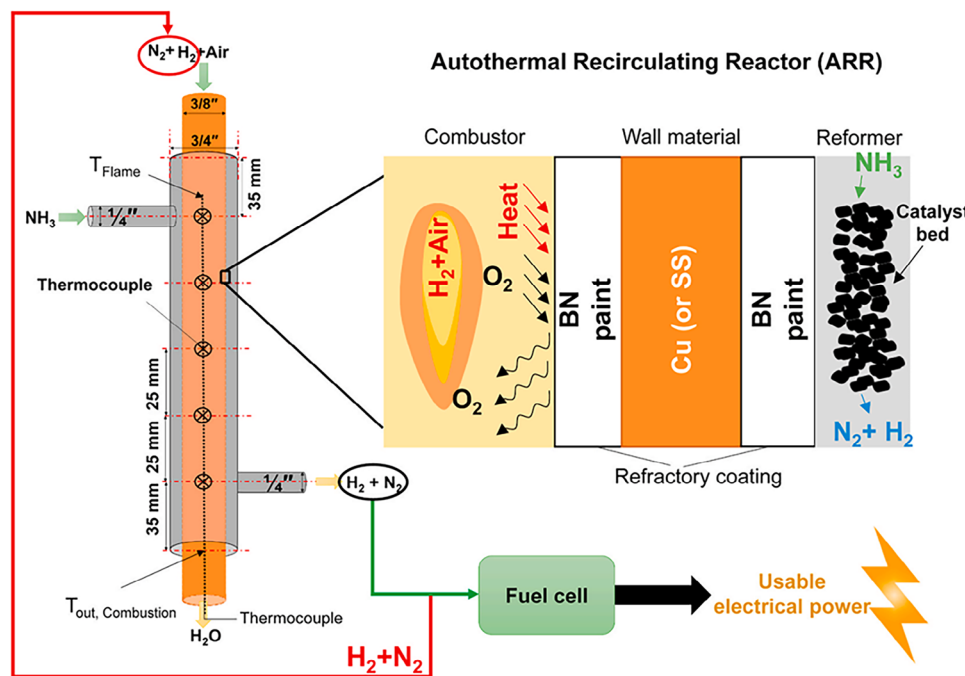 N₂+ H₂+Air
3/8"
3/4"
T_Flame
35 mm
NH₃
¼"
Thermocouple
25 mm
25 mm
35 mm
¼"
H₂ + N₂
T_out, Combustion
Thermocouple
H₂O
H₂+N₂
Autothermal Recirculating Reactor (ARR)
Combustor
Wall material
Reformer
H₂+Air
Heat
O₂
O₂
BN
paint
Cu (or SS)
BN
paint
NH₃
Catalyst
bed
N₂+ H₂
Refractory coating
Fuel cell
Usable
electrical power